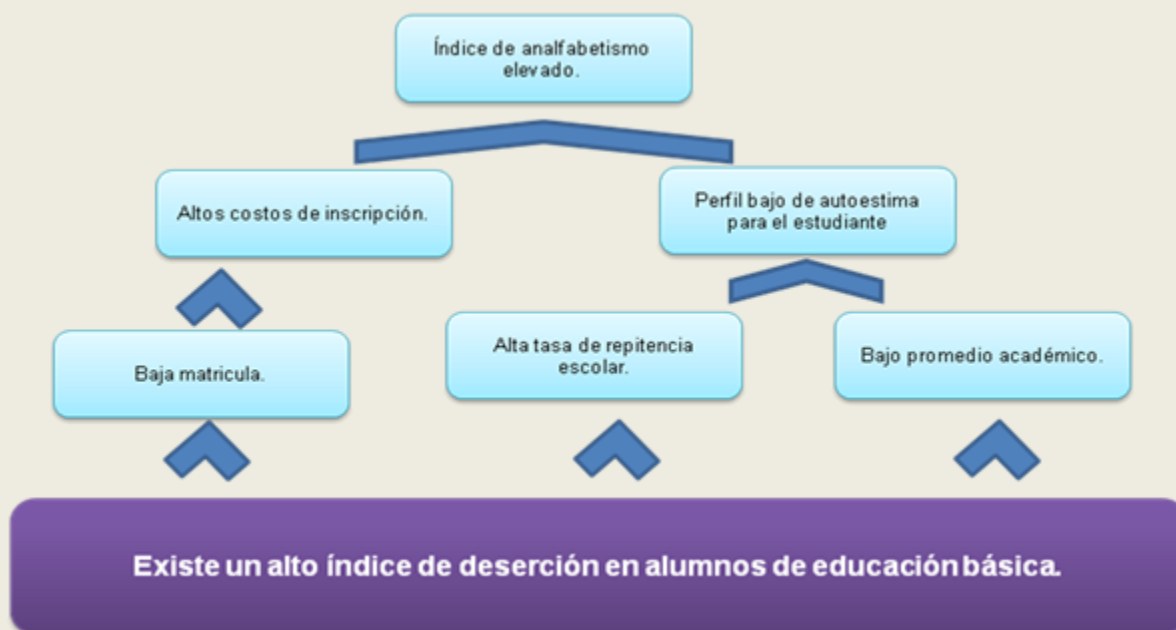 Índice de analfabetismo
elevado.
Altos costos de inscripción.
Perfil bajo de autoestima
para el estudiante
Baja matricula.
Alta tasa de repitencia
escolar.
Bajo promedio académico.
Existe un alto índice de deserción en alumnos de educación básica.